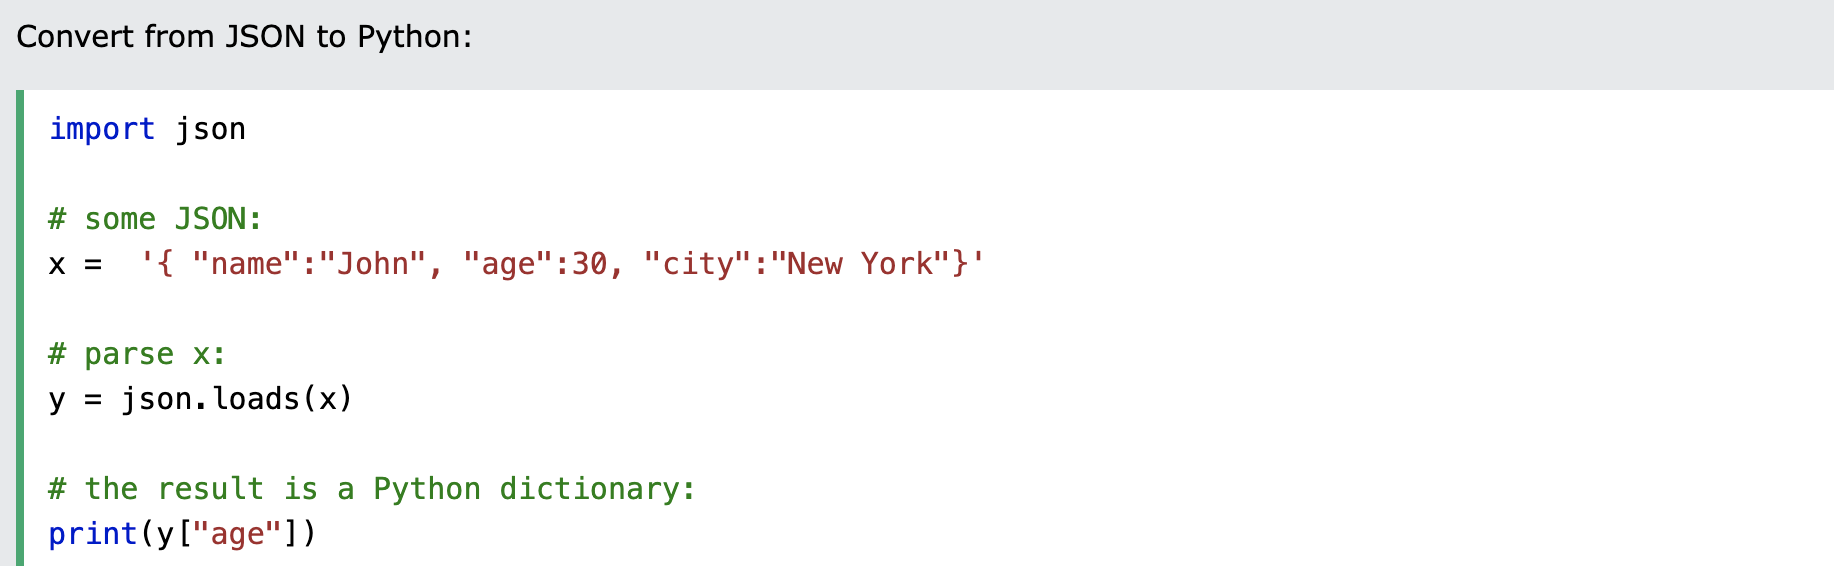 Convert from JSON to Python:
import json
# some JSON:
x =  '{ "name":"John", "age":30, "city":"New York"}'
# parse x:
y = json.loads(x)
# the result is a Python dictionary:
print(y["age"])